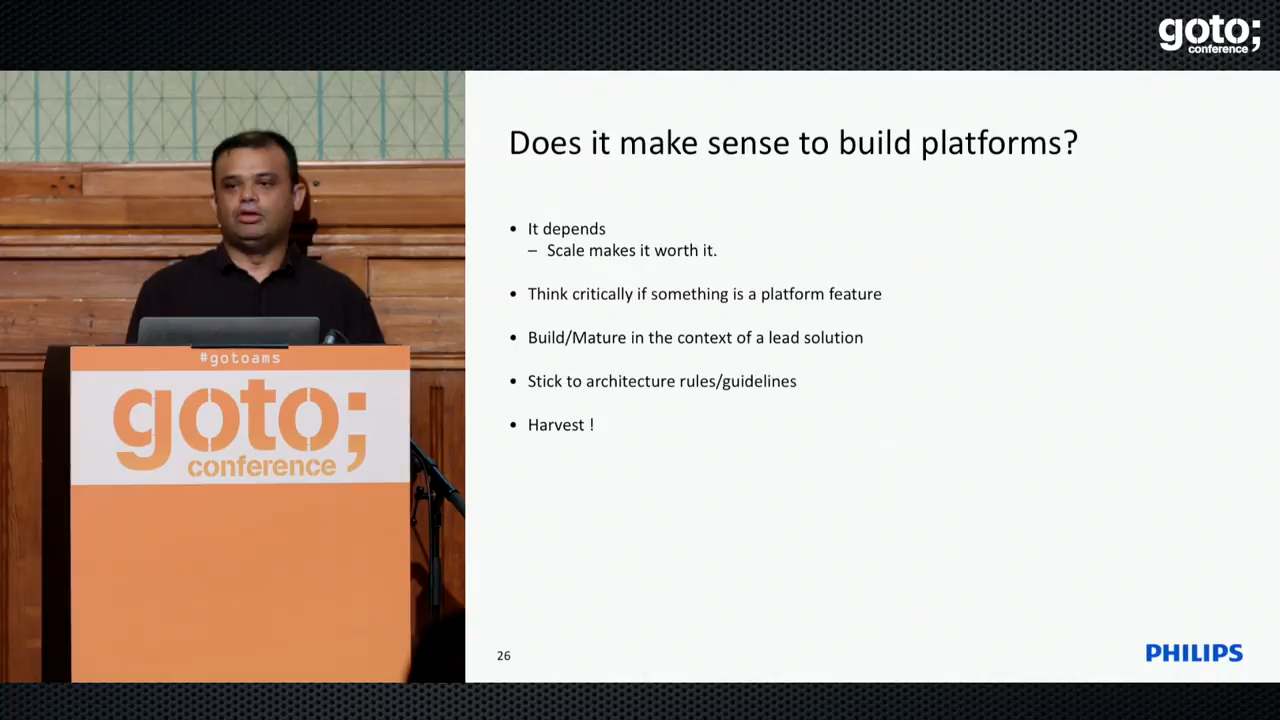 goto;
conference
Does it make sense to build platforms?
• It depends
– Scale makes it worth it.
• Think critically if something is a platform feature
• Build/Mature in the context of a lead solution
• Stick to architecture rules/guidelines
• Harvest !
#gotoams
goto;
conference
26
PHILIPS